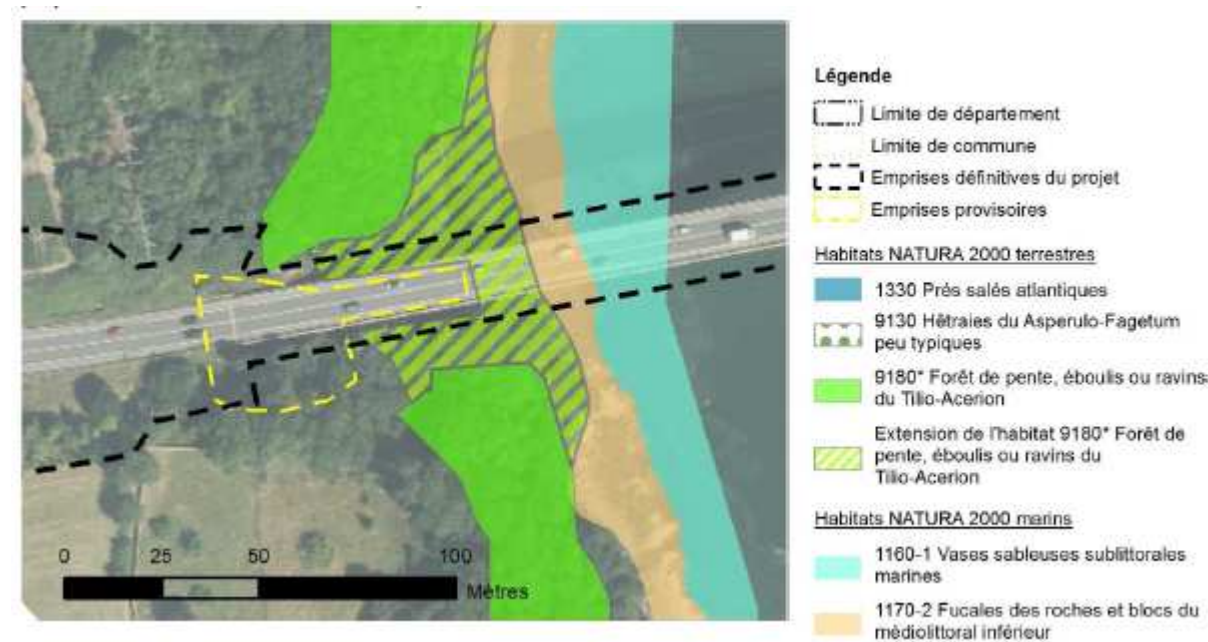 Légende
Limite de département
Limite de commune
Emprises définitives du projet
Emprises provisoires
Habitats NATURA 2000 terrestres
1330 Prés salés atlantiques
9130 Hêtraies du Asperulo-Fagetum
peu typiques
9180* Forêt de pente, éboulis ou ravins
du Tilio-Acerion
Extension de l'habitat 9180* Forêt de
pente, éboulis ou ravins du
Tilio-Acerion
Habitats NATURA 2000 marins
1160-1 Vases sableuses sublittorales
marines
1170-2 Fucales des roches et blocs du
médiolittoral inférieur
0 25 50 100
Mètres